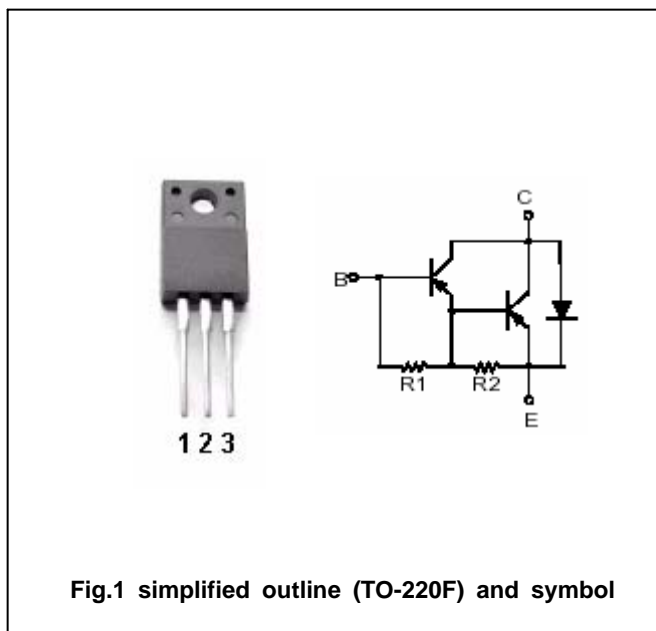 C
B
R1
R2
E
1 2 3
Fig.1 simplified outline (TO-220F) and symbol